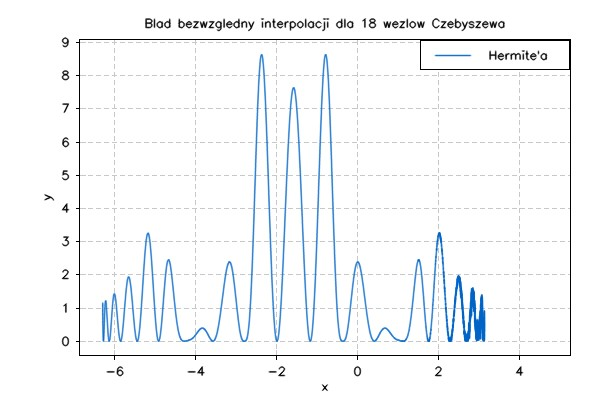 Blad bezwzgledny interpolacji dla 18 wezlow Czebyszewa
Hermite'a
9
8
7
6
5
4
3
2
1
0
y
−6 −4 −2 0 2 4
x